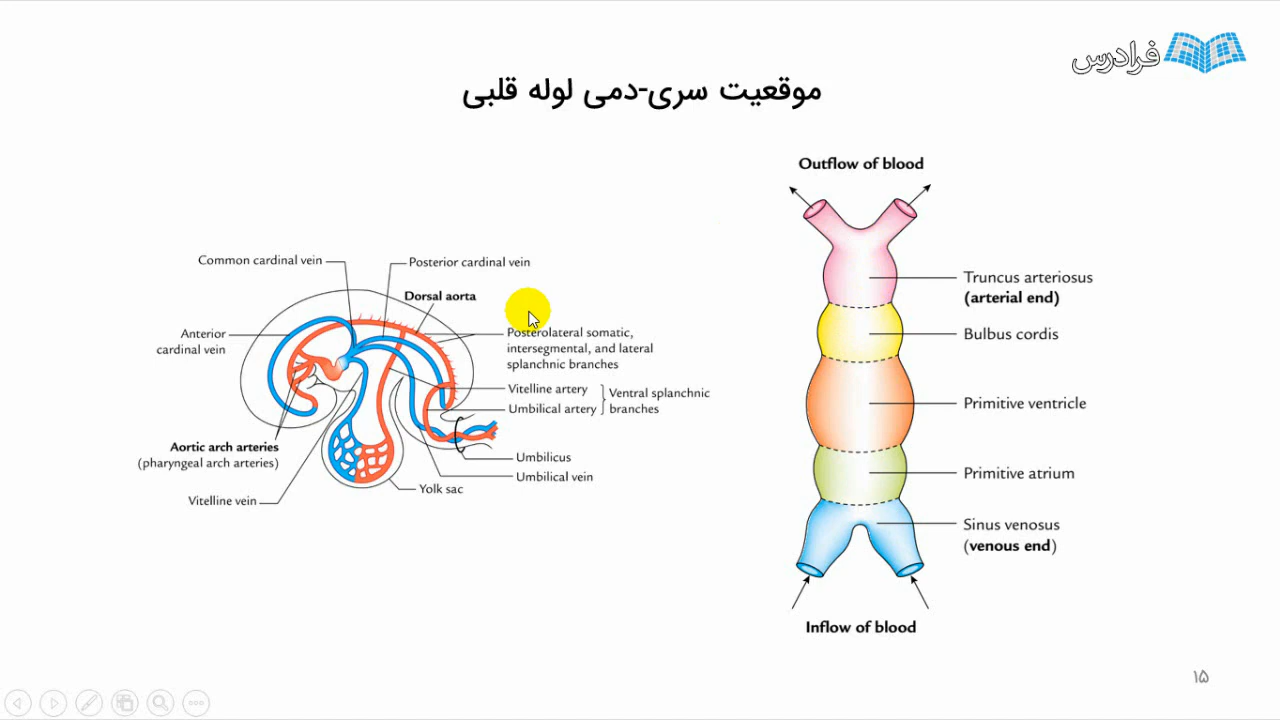 فرادرس
موقعیت سری-دمی لوله قلبی
Common cardinal vein
Posterior cardinal vein
Dorsal aorta
Anterior
cardinal vein
Posterolateral somatic,
intersegmental, and lateral
splanchnic branches
Vitelline artery
Umbilical artery
Ventral splanchnic
branches
Aortic arch arteries
(pharyngeal arch arteries)
Umbilicus
Umbilical vein
Yolk sac
Vitelline vein
Outflow of blood
Truncus arteriosus
(arterial end)
Bulbus cordis
Primitive ventricle
Primitive atrium
Sinus venosus
(venous end)
Inflow of blood
۱۵